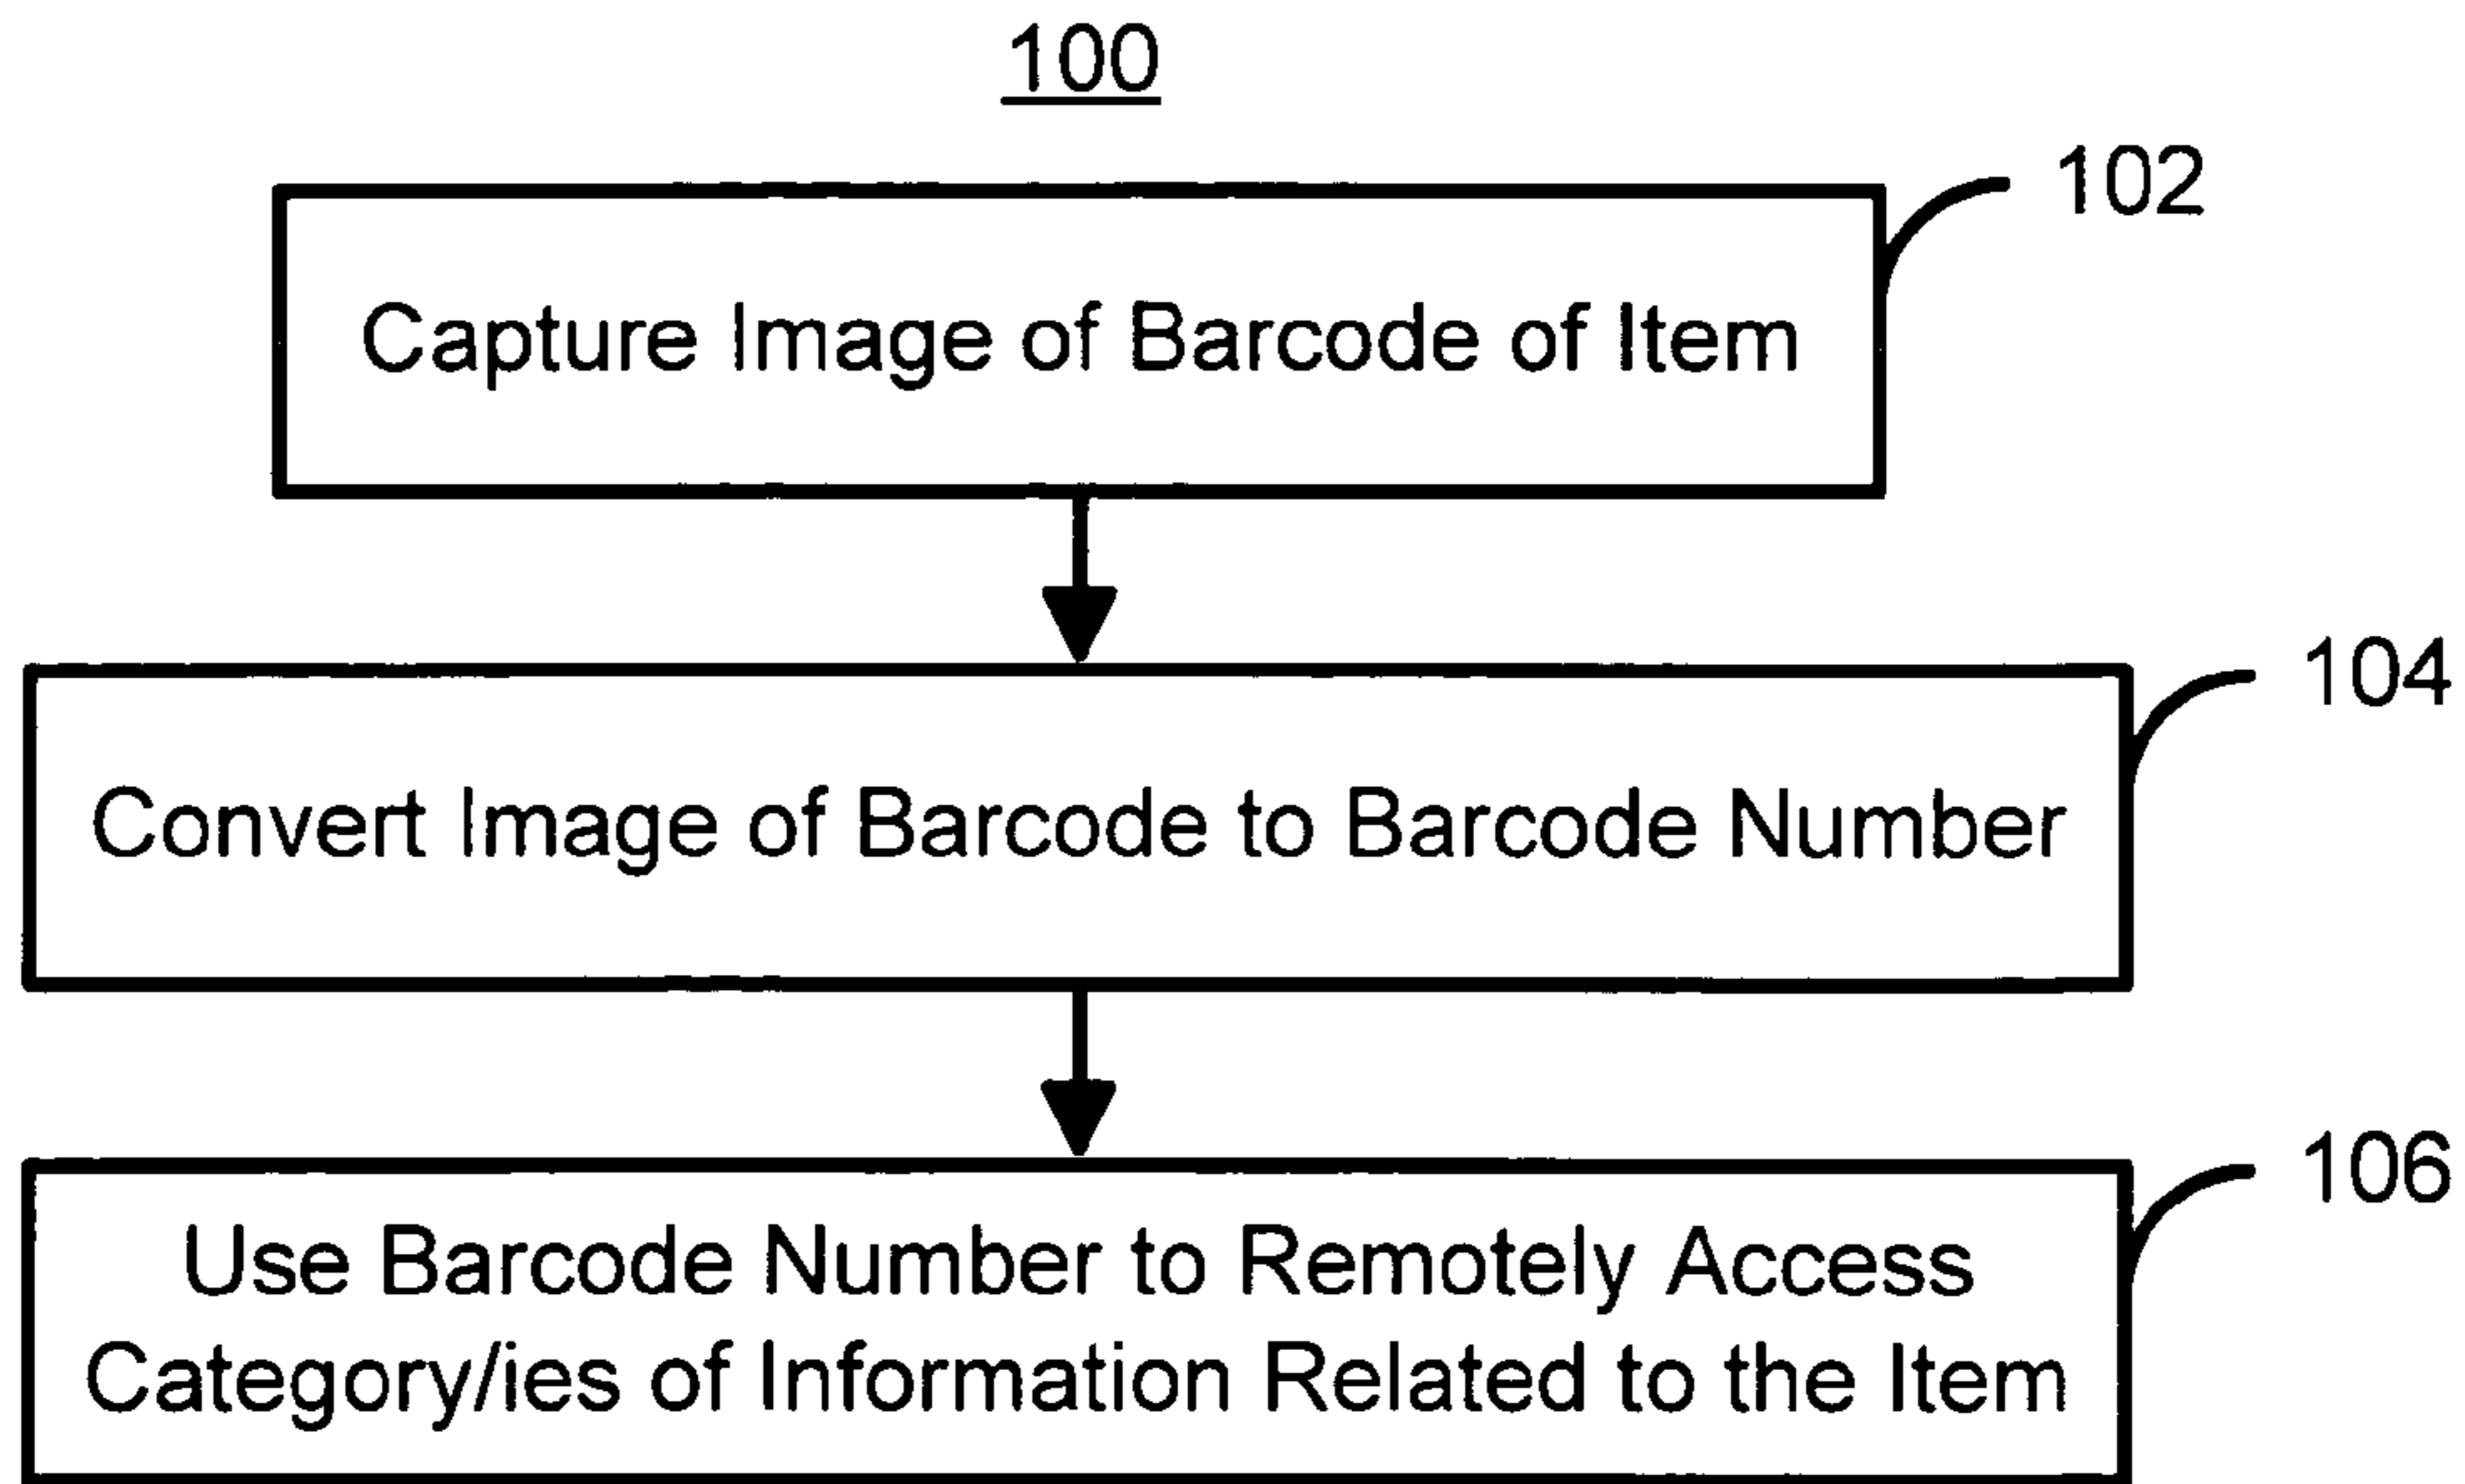 100
102
Capture Image of Barcode of Item
104
Convert Image of Barcode to Barcode Number
106
Use Barcode Number to Remotely Access
Category/ies of Information Related to the Item